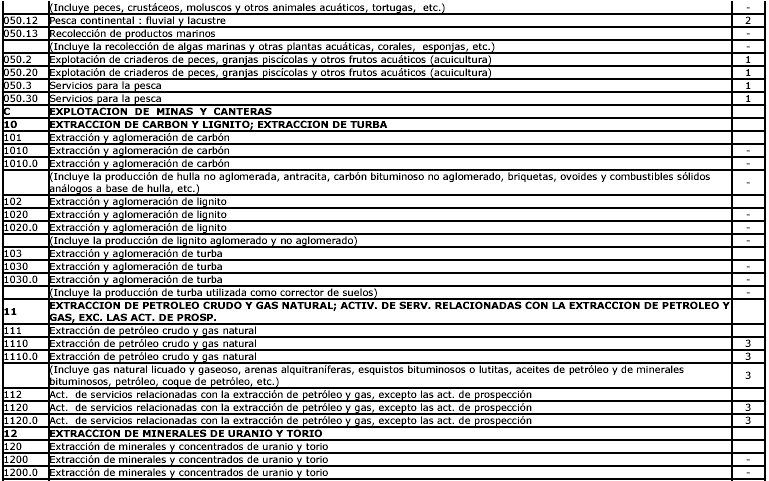 (Incluye peces, crustáceos, moluscos y otros animales acuáticos, tortugas,  etc.) -
050.12 Pesca continental : fluvial y lacustre 2
050.13 Recolección de productos marinos -
(Incluye la recolección de algas marinas y otras plantas acuáticas, corales,  esponjas, etc.) -
050.2 Explotación de criaderos de peces, granjas piscícolas y otros frutos acuáticos (acuicultura) 1
050.20 Explotación de criaderos de peces, granjas piscícolas y otros frutos acuáticos (acuicultura) 1
050.3 Servicios para la pesca 1
050.30 Servicios para la pesca 1
C EXPLOTACION  DE  MINAS  Y  CANTERAS
10 EXTRACCION DE CARBON Y LIGNITO; EXTRACCION DE TURBA
101 Extracción y aglomeración de carbón
1010 Extracción y aglomeración de carbón -
1010.0 Extracción y aglomeración de carbón -
(Incluye la producción de hulla no aglomerada, antracita, carbón bituminoso no aglomerado, briquetas, ovoides y combustibles sólidos
análogos a base de hulla, etc.) -
102 Extracción y aglomeración de lignito
1020 Extracción y aglomeración de lignito -
1020.0 Extracción y aglomeración de lignito -
(Incluye la producción de lignito aglomerado y no aglomerado) -
103 Extracción y aglomeración de turba
1030 Extracción y aglomeración de turba -
1030.0 Extracción y aglomeración de turba -
(Incluye la producción de turba utilizada como corrector de suelos) -
11 EXTRACCION DE PETROLEO CRUDO Y GAS NATURAL; ACTIV. DE SERV. RELACIONADAS CON LA EXTRACCION DE PETROLEO Y
GAS, EXC. LAS ACT. DE PROSP.
111 Extracción de petróleo crudo y gas natural
1110 Extracción de petróleo crudo y gas natural 3
1110.0 Extracción de petróleo crudo y gas natural 3
(Incluye gas natural licuado y gaseoso, arenas alquitraníferas, esquistos bituminosos o lutitas, aceites de petróleo y de minerales
bituminosos, petróleo, coque de petróleo, etc.) 3
112 Act.  de servicios relacionadas con la extracción de petróleo y gas, excepto las act. de prospección
1120 Act.  de servicios relacionadas con la extracción de petróleo y gas, excepto las act. de prospección 3
1120.0 Act.  de servicios relacionadas con la extracción de petróleo y gas, excepto las act. de prospección 3
12 EXTRACCION DE MINERALES DE URANIO Y TORIO
120 Extracción de minerales y concentrados de uranio y torio
1200 Extracción de minerales y concentrados de uranio y torio -
1200.0 Extracción de minerales y concentrados de uranio y torio -